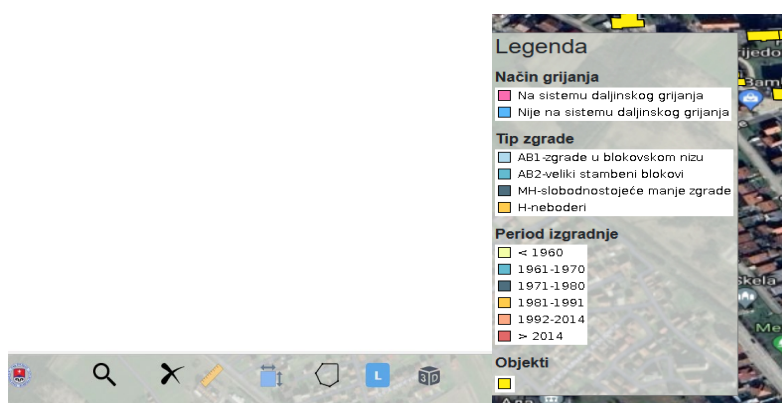 Legenda
Način grijanja
Na sistemu daljinskog grijanja
Nije na sistemu daljinskog grijanja
Tip zgrade
AB1-zgrade u blokovskom nizu
AB2-veliki stambeni blokovi
MH-slobodnostojeće manje zgrade
H-neboderi
Period izgradnje
< 1960
1961-1970
1971-1980
1981-1991
1992-2014
> 2014
Objekti
L
3D